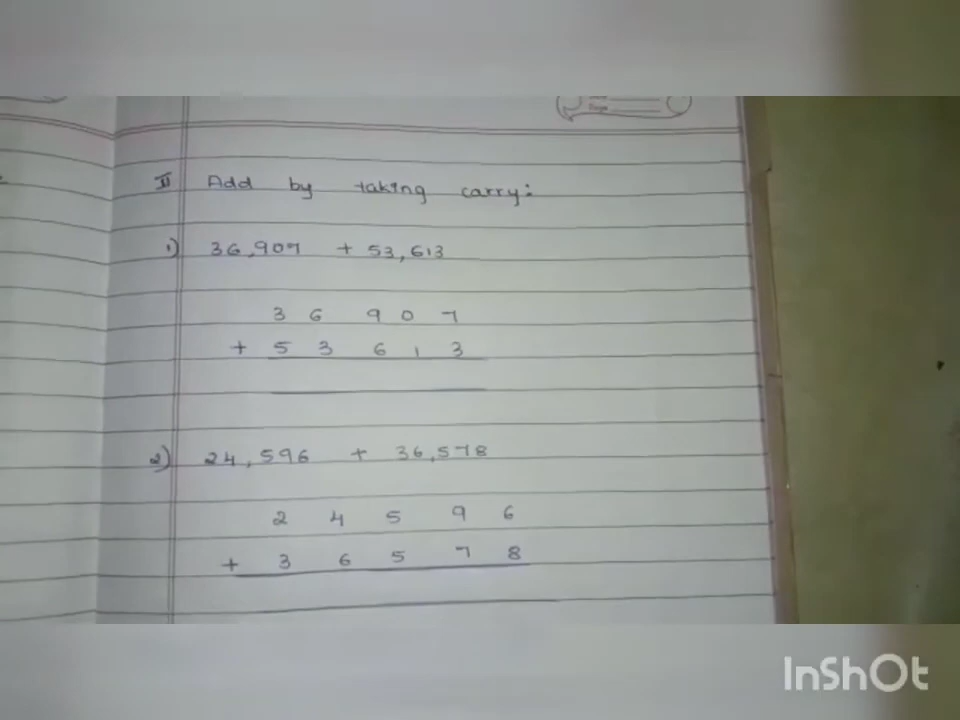 II Add by taking carry:
1) 36,907 + 53,613
3 6 9 0 7
+ 5 3 6 1 3
2) 24,596 + 36,578
2 4 5 9 6
+ 3 6 5 7 8
InShOt